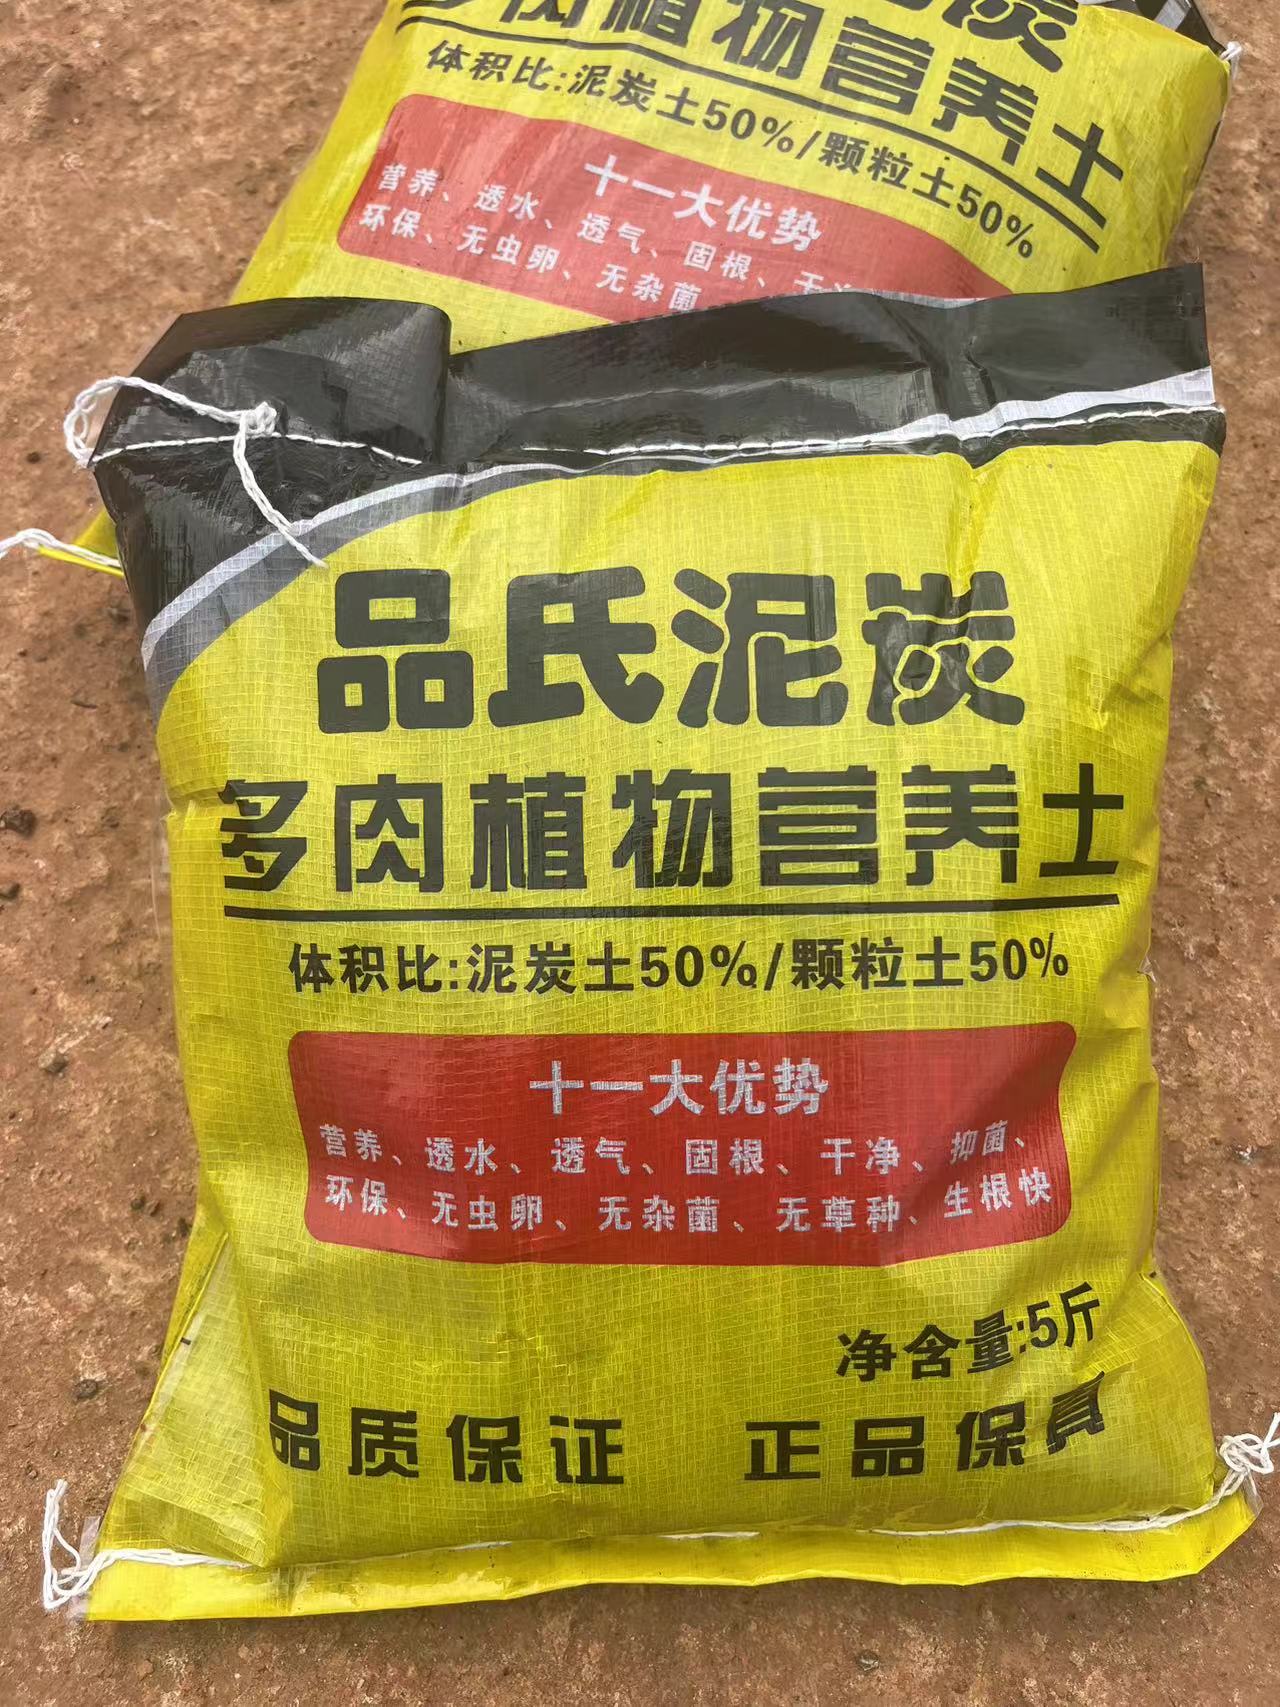 肉植物营养土
体积比:泥炭土50%/颗粒土50%
十一大优势
营养、透水、透气、固根、干净
环保、无虫卵、无杂菌
品氏泥炭
多肉植物营养土
体积比:泥炭土50%/颗粒土50%
十一大优势
营养、透水、透气、固根、干净、抑菌、
环保、无虫卵、无杂菌、无草种、生根快
净含量:5斤
品质保证 正品保真